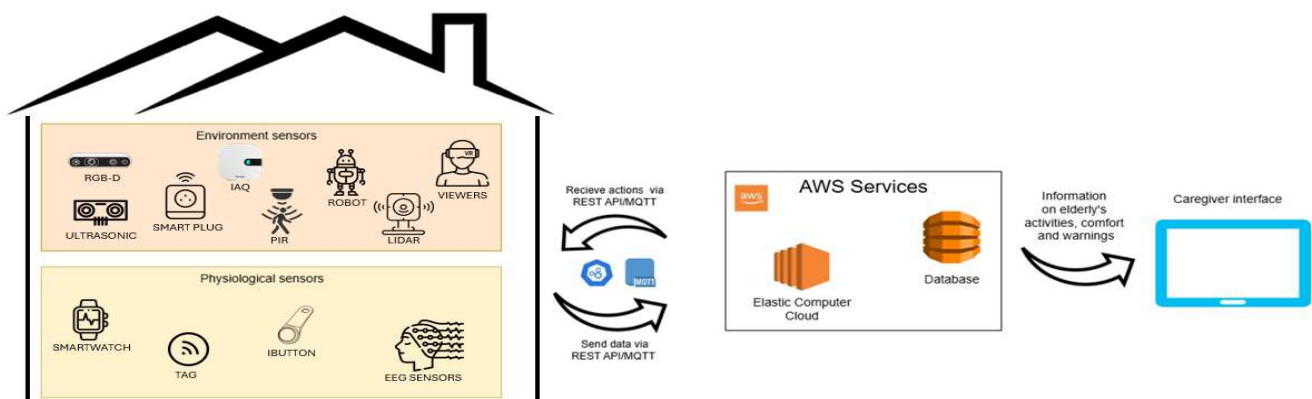 Environment sensors
RGB-D
IAQ
ROBOT
VR
VIEWERS
ULTRASONIC
SMART PLUG
PIR
LIDAR
Physiological sensors
SMARTWATCH
TAG
IBUTTON
EEG SENSORS
Recieve actions via
REST API/MQTT
MQTT
Send data via
REST API/MQTT
aws
AWS Services
Elastic Computer
Cloud
Database
Information
on elderly's
activities, comfort
and warnings
Caregiver interface